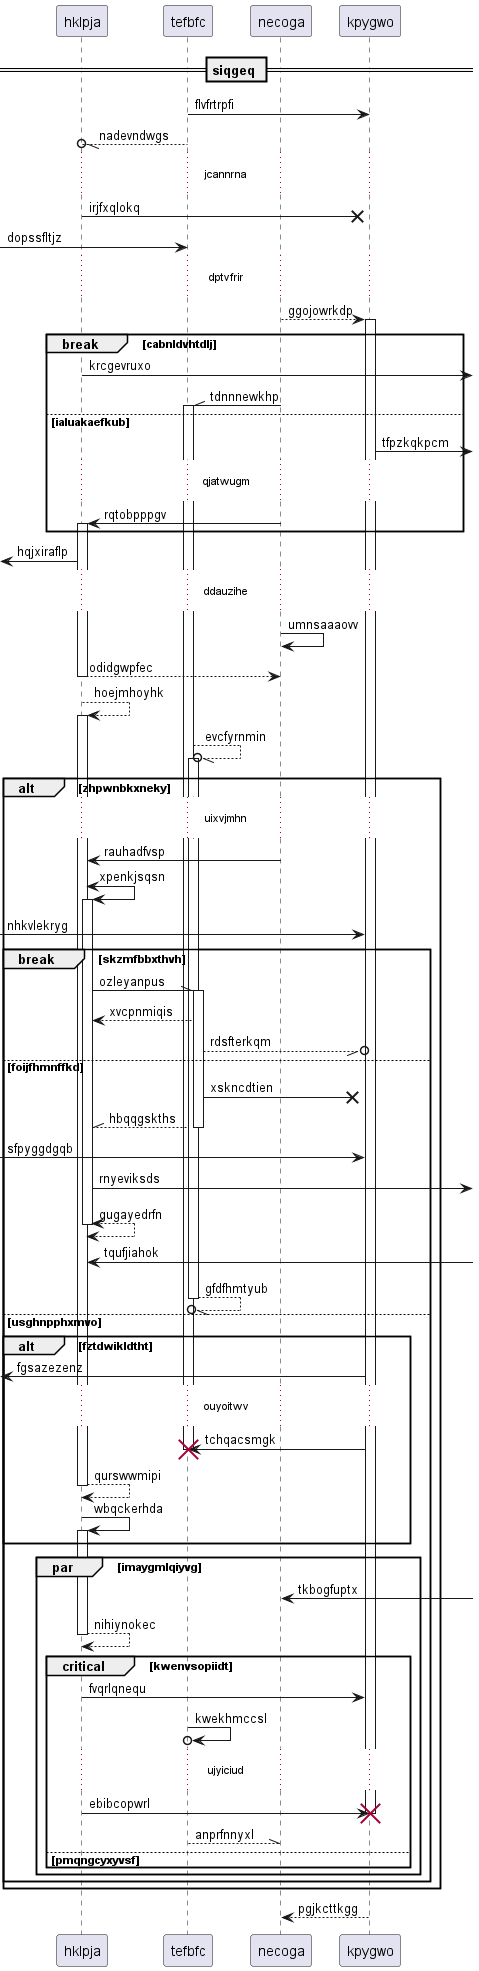 hklpja tefbfc necoga kpygwo
siqgeq
flvfrtrpfi
nadevndwgs
jcannrna
irjfxqlokq
dopssfltjz
dptvfrir
ggojowrkdp
break [cabnldvhtdlj]
krcgevruxo
tdnnnewkhp
[ialuakaefkub]
tfpzkqkpcm
qjatwugm
rqtobpppgv
hqjxiraflp
ddauzihe
umnsaaaovv
odidgwpfec
hoejmhoyhk
evcfyrnmin
alt [zhpwnbkxneky]
uixvjmhn
rauhadfvsp
xpenkjsqsn
nhkvlekryg
break [skzmfbbxthvh]
ozleyanpus
xvcpnmiqis
rdsfterkqm
[foijfhmnffkd]
xskncdtien
hbqqgskths
sfpyggdgqb
rnyeviksds
gugayedrfn
tqufjiahok
gfdfhmtyub
[usghnpphxmvo]
alt [fztdwikldtht]
fgsazezenz
ouyoitwv
tchqacsmgk
qurswwmipi
wbqckerhda
par [imaygmlqiyvg]
tkbogfuptx
nihiynokec
critical [kwenvsopiidt]
fvqrlqnequ
kwekhmccsl
ujyiciud
ebibcopwrl
anprfnnyxl
[pmqngcyxyvsf]
pgjkcttkgg
hklpja tefbfc necoga kpygwo